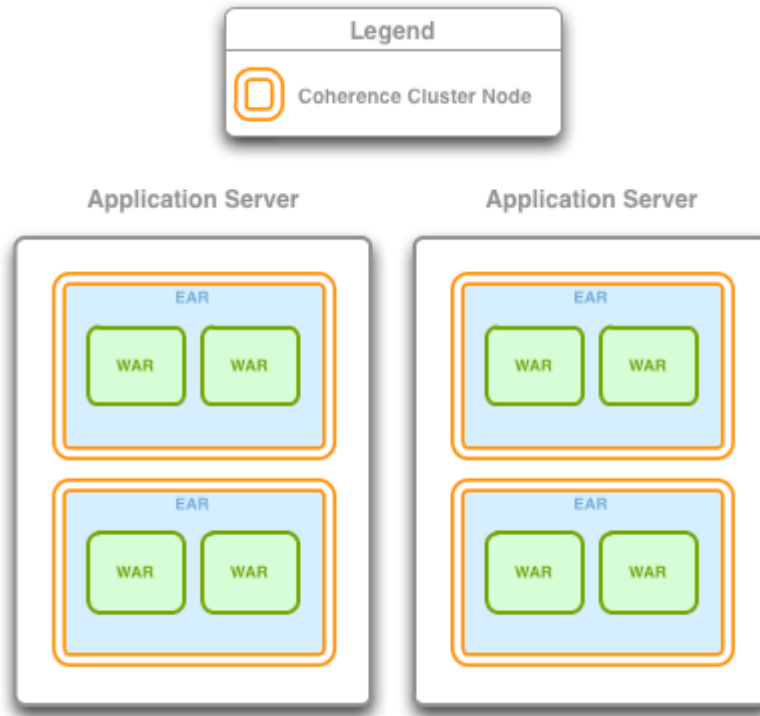 Legend
Coherence Cluster Node
Application Server
Application Server
EAR
EAR
WAR WAR
WAR WAR
EAR
EAR
WAR WAR
WAR WAR